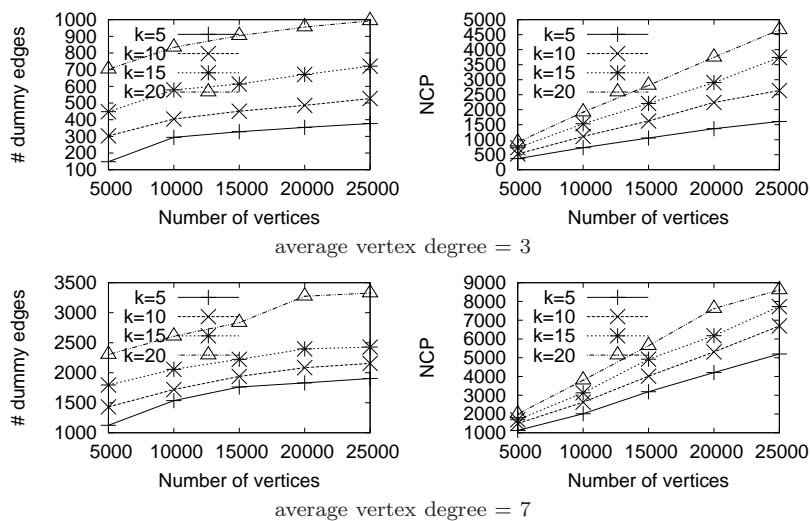 # dummy edges
1000
900
800
700
600
500
400
300
200
100
k=5
k=10
k=15
k=20
5000 10000 15000 20000 25000
Number of vertices
NCP
5000
4500
4000
3500
3000
2500
2000
1500
1000
500
0
k=5
k=10
k=15
k=20
5000 10000 15000 20000 25000
Number of vertices
average vertex degree = 3
# dummy edges
3500
3000
2500
2000
1500
1000
k=5
k=10
k=15
k=20
5000 10000 15000 20000 25000
Number of vertices
NCP
9000
8000
7000
6000
5000
4000
3000
2000
1000
k=5
k=10
k=15
k=20
5000 10000 15000 20000 25000
Number of vertices
average vertex degree = 7